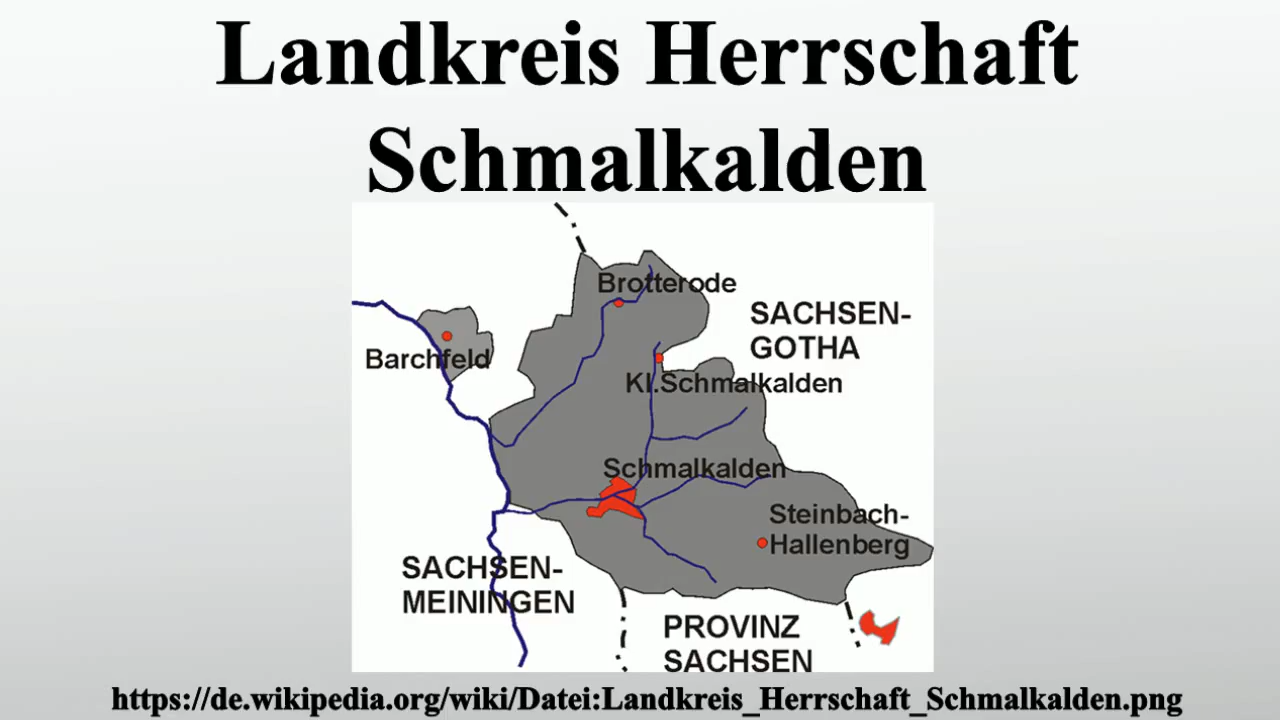 Landkreis Herrschaft
Schmalkalden
Brotterode
SACHSEN-
GOTHA
Barchfeld
Kl.Schmalkalden
Schmalkalden
Steinbach-
Hallenberg
SACHSEN-
MEININGEN
PROVINZ
SACHSEN
https://de.wikipedia.org/wiki/Datei:Landkreis_Herrschaft_Schmalkalden.png